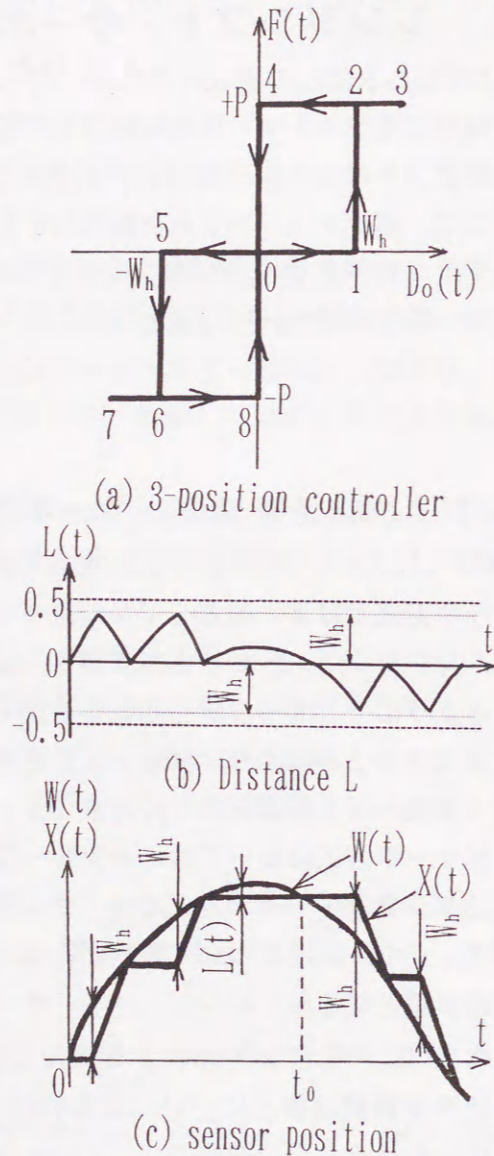 F(t)
+P 4 2 3
5 W_h
-W_h 0 1 D_o(t)
7 6 8 -P
(a) 3-position controller
L(t)
0.5
W_h t
0
W_h
-0.5
(b) Distance L
W(t)
X(t)
W_h W(t)
X(t)
W_h L(t) W_h W_h
t
0 t_0
(c) sensor position